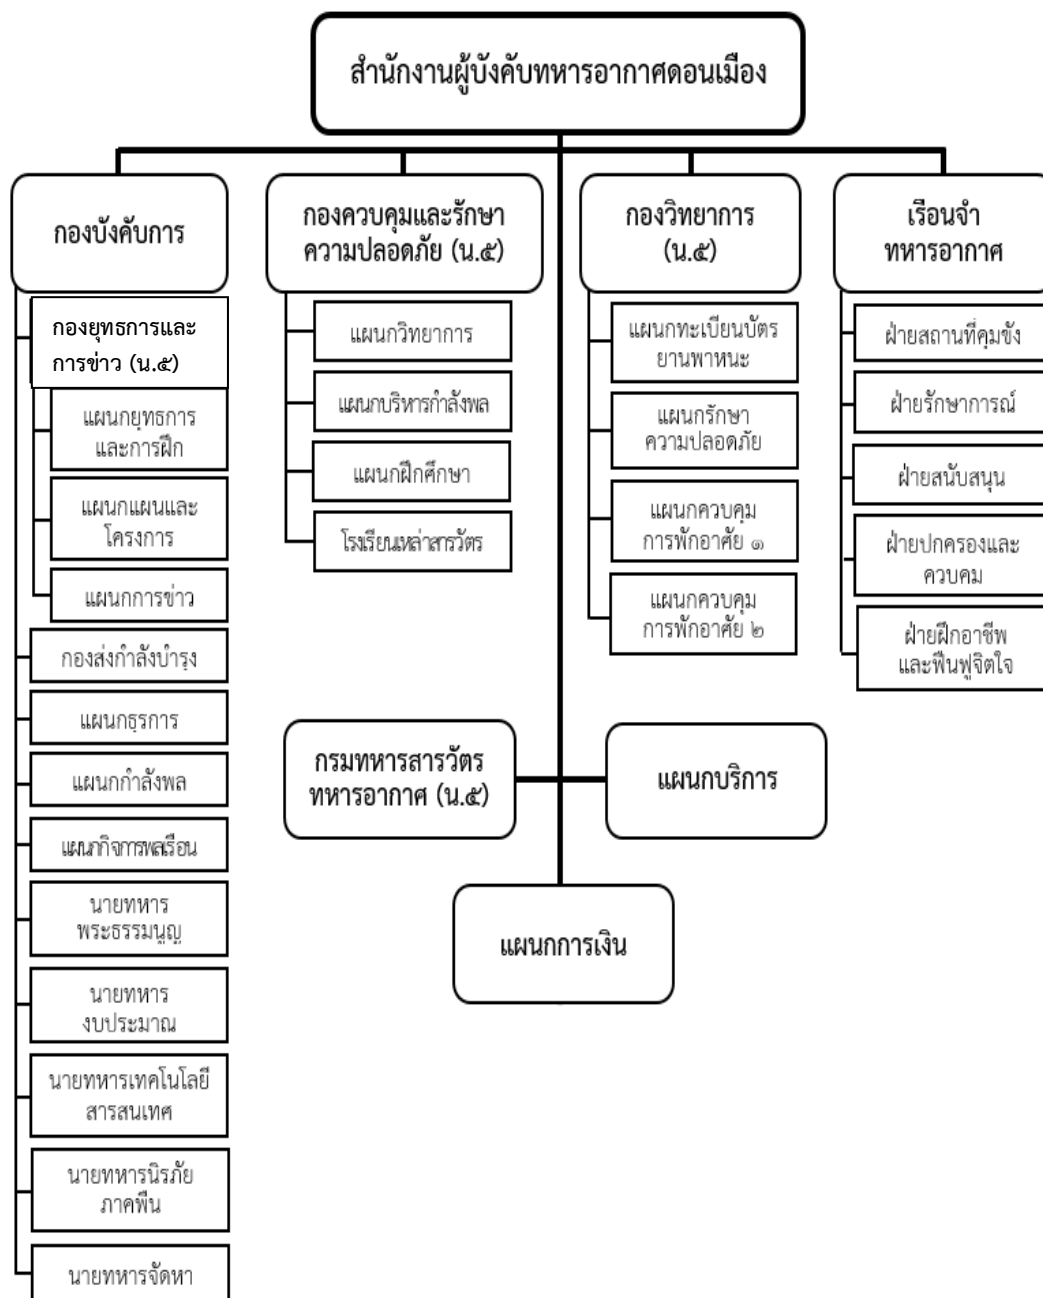 สำนักงานผู้บังคับทหารอากาศดอนเมือง
กองบังคับการ
กองยุทธการและ
การข่าว (น.๕)
แผนกยุทธการ
และการฝึก
แผนกแผนและ
โครงการ
แผนกการข่าว
กองส่งกำลังบำรุง
แผนกธุรการ
แผนกกำลังพล
แผนกกิจการพลเรือน
นายทหาร
พระธรรมนูญ
นายทหาร
งบประมาณ
นายทหารเทคโนโลยี
สารสนเทศ
นายทหารนิรภัย
ภาคพื้น
นายทหารจัดหา
กองควบคุมและรักษา
ความปลอดภัย (น.๕)
แผนกวิทยาการ
แผนกบริหารกำลังพล
แผนกฝึกศึกษา
โรงเรียนเหล่าสารวัตร
กองวิทยาการ
(น.๕)
แผนกทะเบียนบัตร
ยานพาหนะ
แผนกรักษา
ความปลอดภัย
แผนกควบคุม
การพักอาศัย ๑
แผนกควบคุม
การพักอาศัย ๒
เรือนจำ
ทหารอากาศ
ฝ่ายสถานที่คุมขัง
ฝ่ายรักษาการณ์
ฝ่ายสนับสนุน
ฝ่ายปกครองและ
ควบคุม
ฝ่ายฝึกอาชีพ
และฟื้นฟูจิตใจ
กรมทหารสารวัตร
ทหารอากาศ (น.๕)
แผนกบริการ
แผนกการเงิน